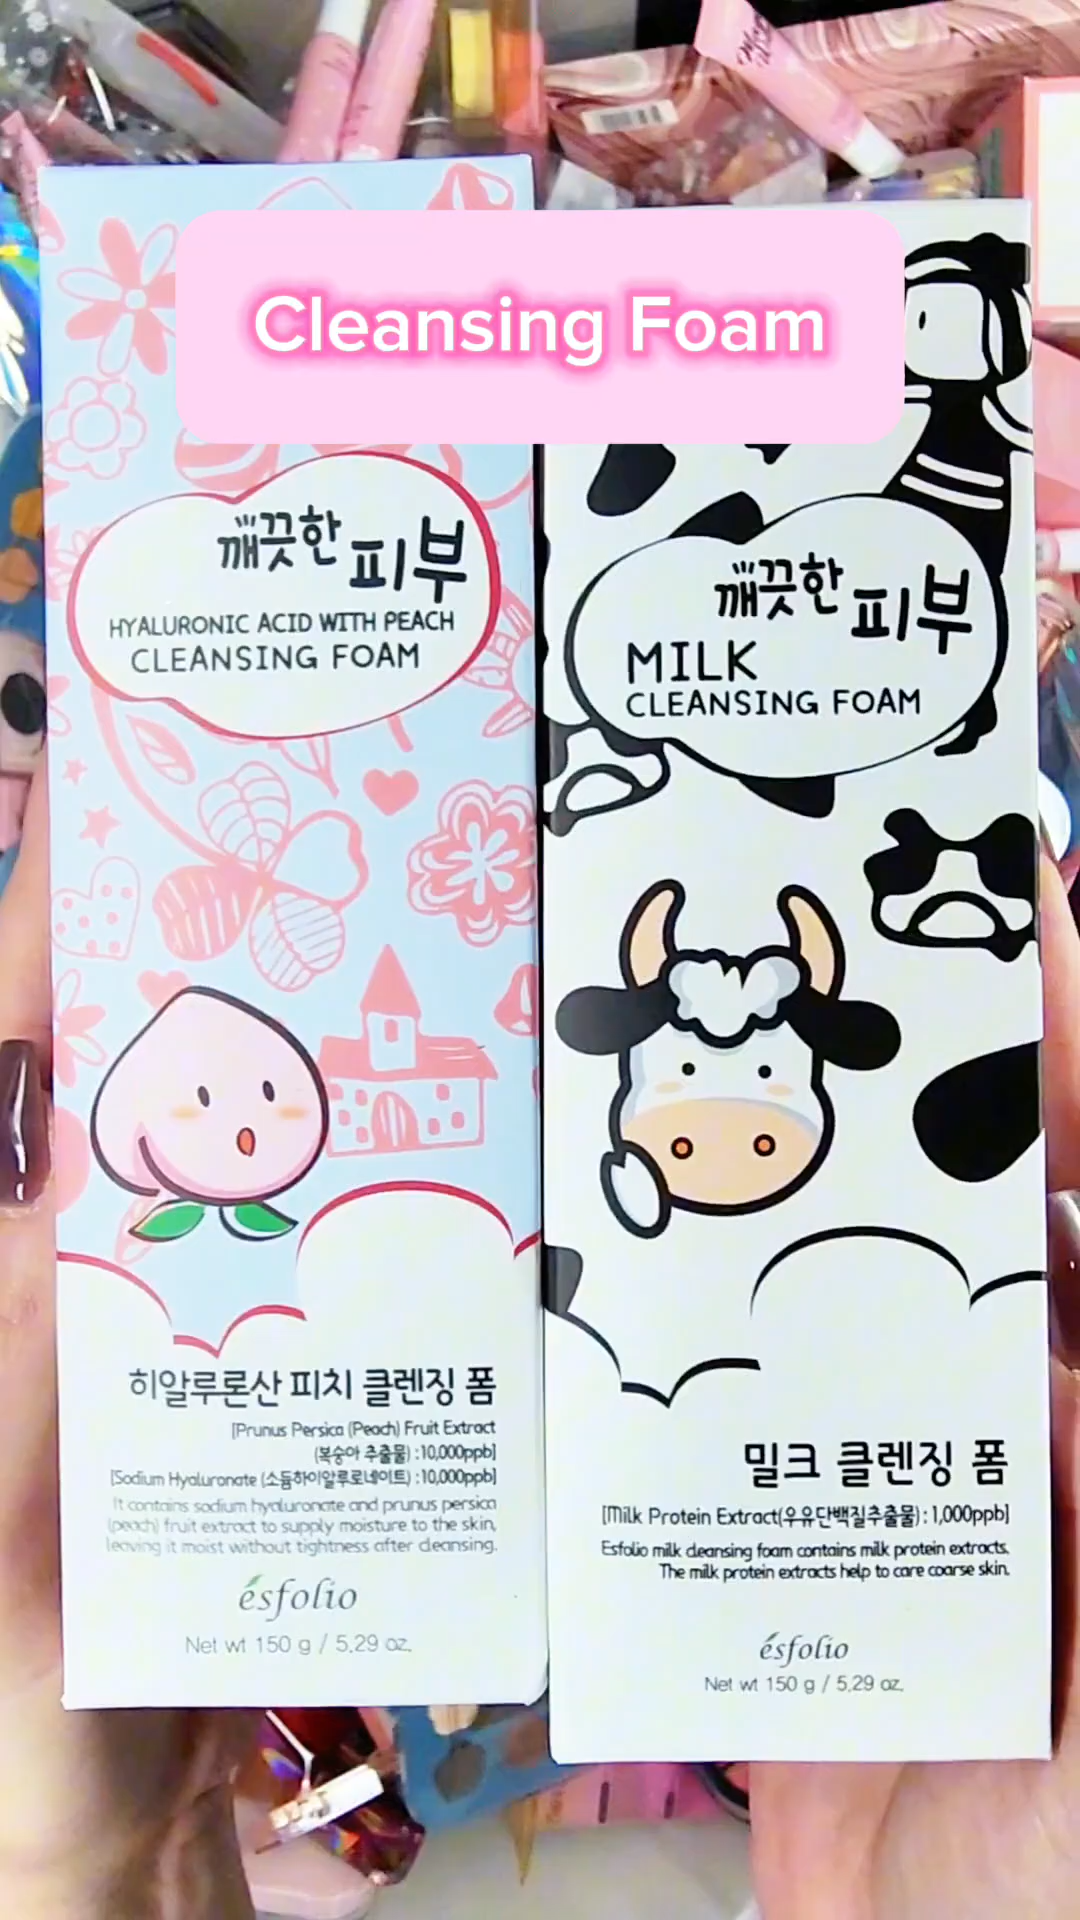 Cleansing Foam
깨끗한 피부
HYALURONIC ACID WITH PEACH
CLEANSING FOAM
히알루론산 피치 클렌징 폼
[Prunus Persica (Peach) Fruit Extract
(복숭아 추출물) :10,000ppb]
[Sodium Hyaluronate (소듐하이알루로네이트) :10,000ppb]
It contains sodium hyaluronate and prunus persica
(peach) fruit extract to supply moisture to the skin,
leaving it moist without tightness after cleansing.
ésfolio
Net wt 150 g / 5.29 oz.
깨끗한 피부
MILK
CLEANSING FOAM
밀크 클렌징 폼
[Milk Protein Extract(우유단백질추출물) : 1,000ppb]
Esfolio milk cleansing foam contains milk protein extracts.
The milk protein extracts help to care coarse skin.
ésfolio
Net wt 150 g / 5.29 oz.